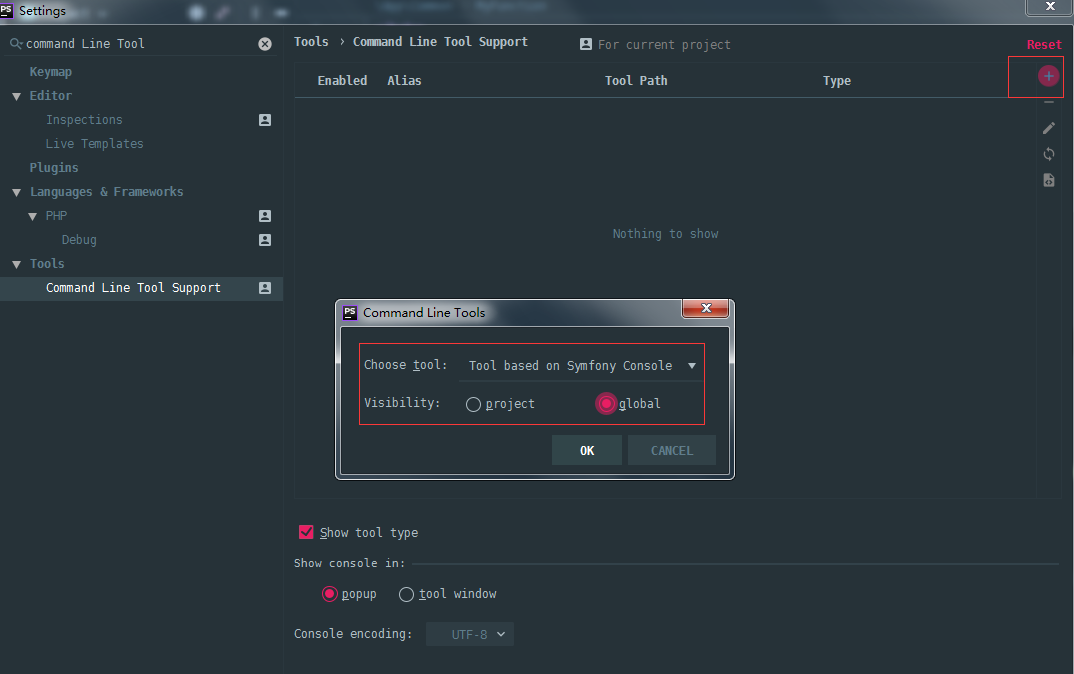 PS Settings
command Line Tool
Keymap
Editor
Inspections
Live Templates
Plugins
Languages & Frameworks
PHP
Debug
Tools
Command Line Tool Support
Tools › Command Line Tool Support For current project
Reset
Enabled Alias Tool Path Type
Nothing to show
PS Command Line Tools
Choose tool: Tool based on Symfony Console
Visibility: project global
OK CANCEL
Show tool type
Show console in:
popup tool window
Console encoding: UTF-8